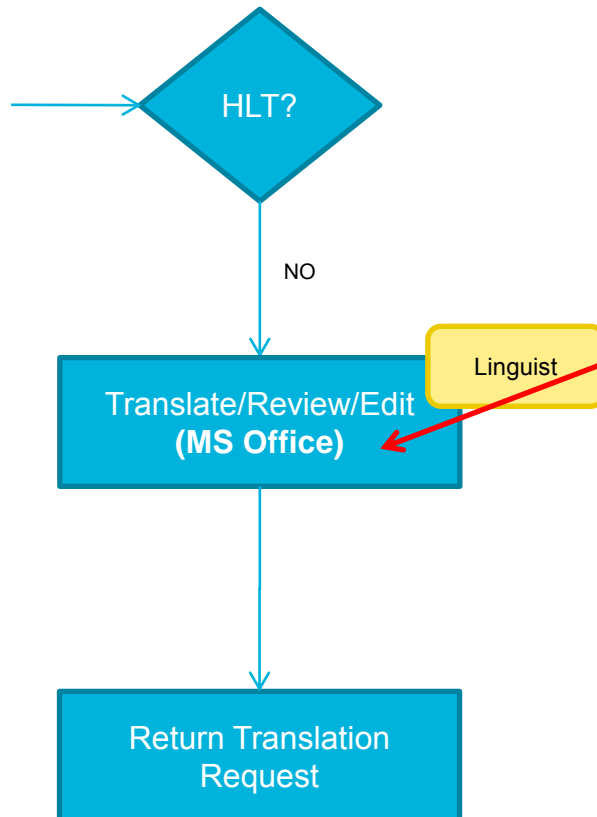 HLT?
NO
Linguist
Translate/Review/Edit
(MS Office)
Return Translation
Request